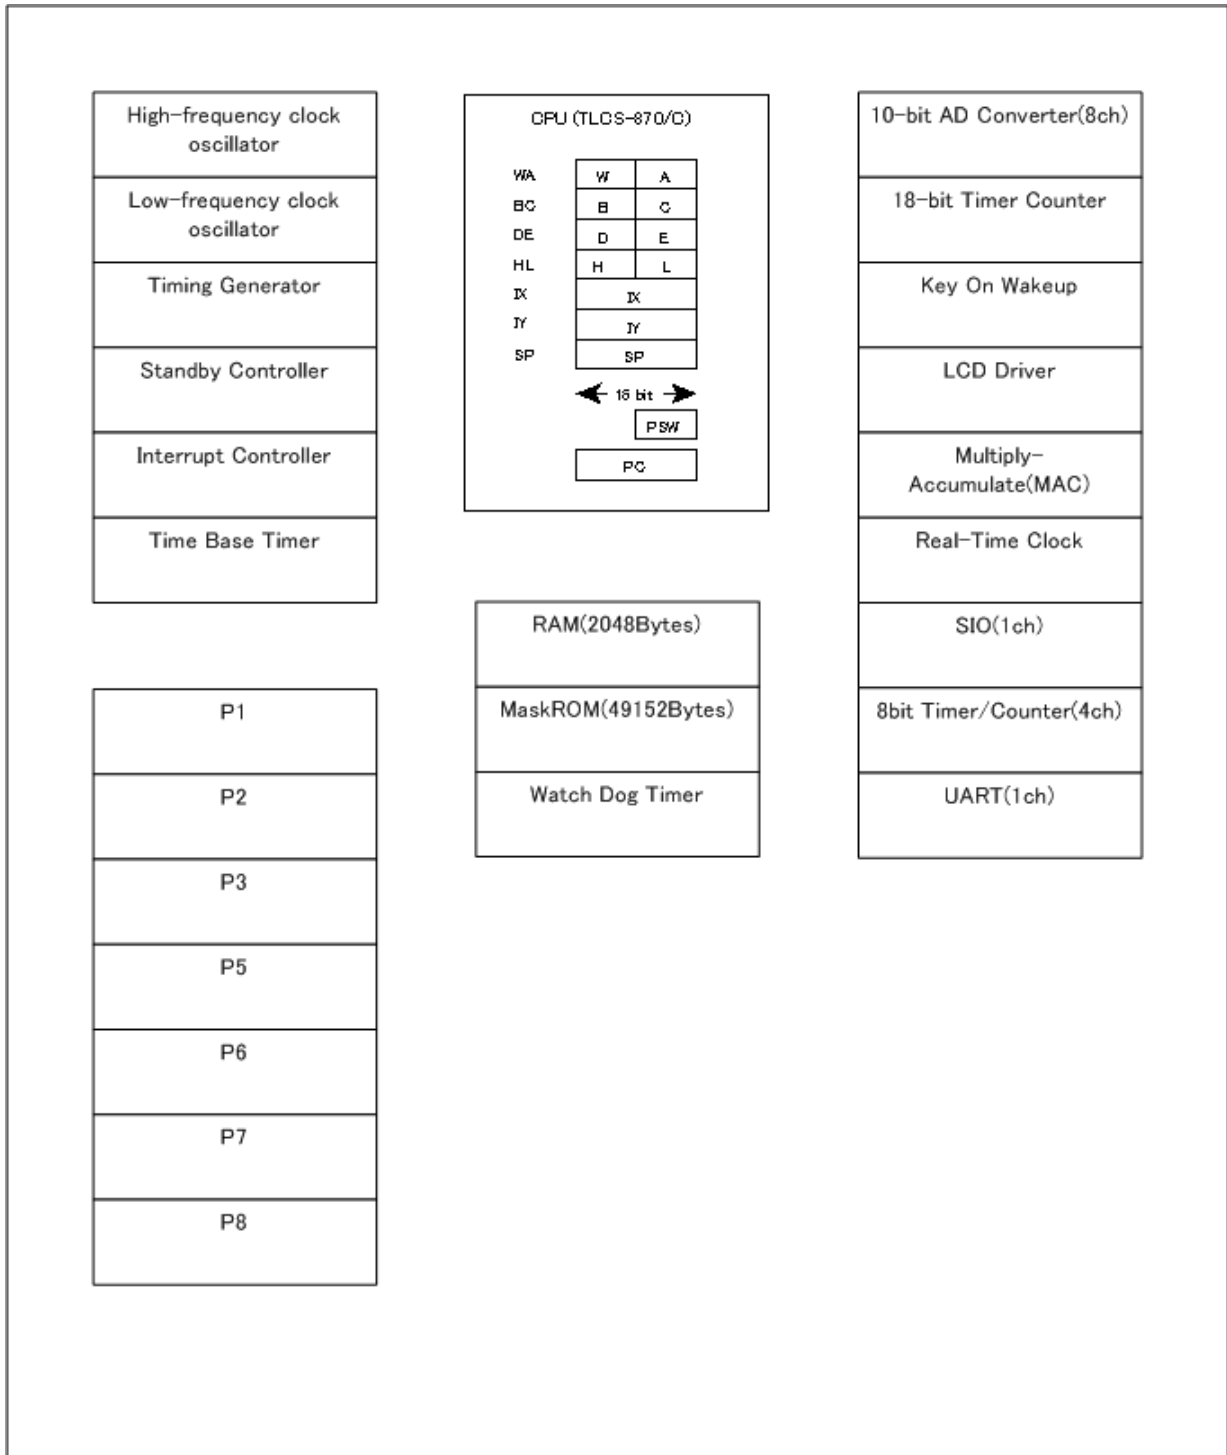 High-frequency clock
oscillator
Low-frequency clock
oscillator
Timing Generator
Standby Controller
Interrupt Controller
Time Base Timer
P1
P2
P3
P5
P6
P7
P8
CPU (TLCS-870/C)
WA W A
BC B C
DE D E
HL H L
IX IX
IY IY
SP SP
16 bit
PSW
PC
RAM(2048Bytes)
MaskROM(49152Bytes)
Watch Dog Timer
10-bit AD Converter(8ch)
18-bit Timer Counter
Key On Wakeup
LCD Driver
Multiply-
Accumulate(MAC)
Real-Time Clock
SIO(1ch)
8bit Timer/Counter(4ch)
UART(1ch)